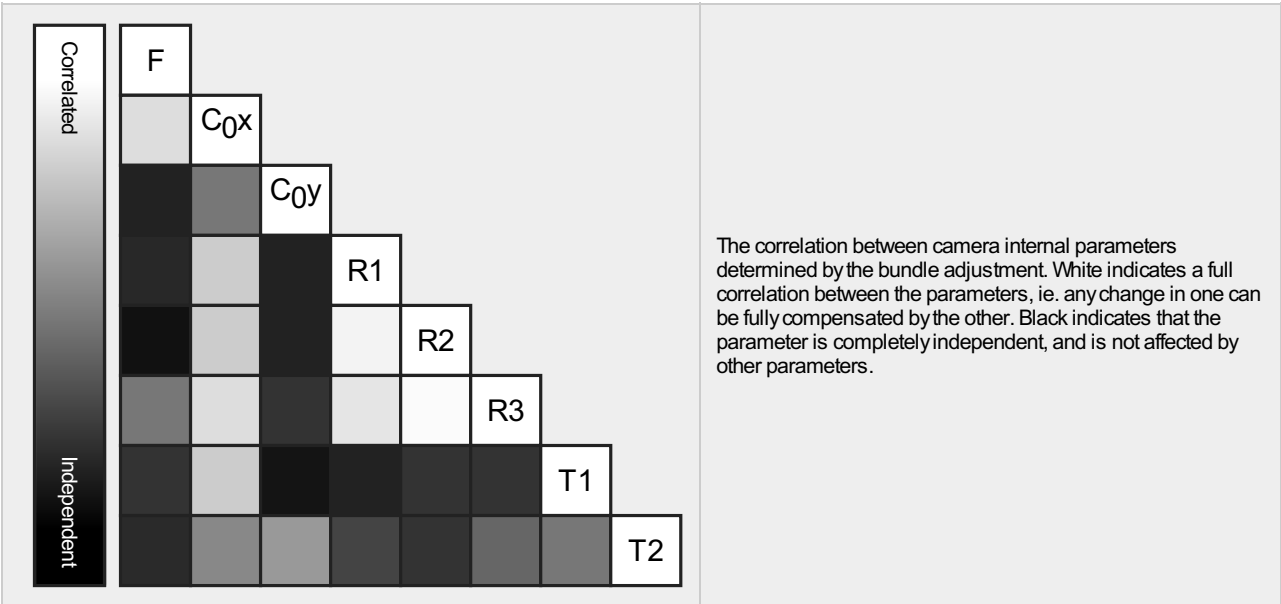 Correlated
Independent
F
C0x
C0y
R1
R2
R3
T1
T2
The correlation between camera internal parameters
determined by the bundle adjustment. White indicates a full
correlation between the parameters, ie. any change in one can
be fully compensated by the other. Black indicates that the
parameter is completely independent, and is not affected by
other parameters.